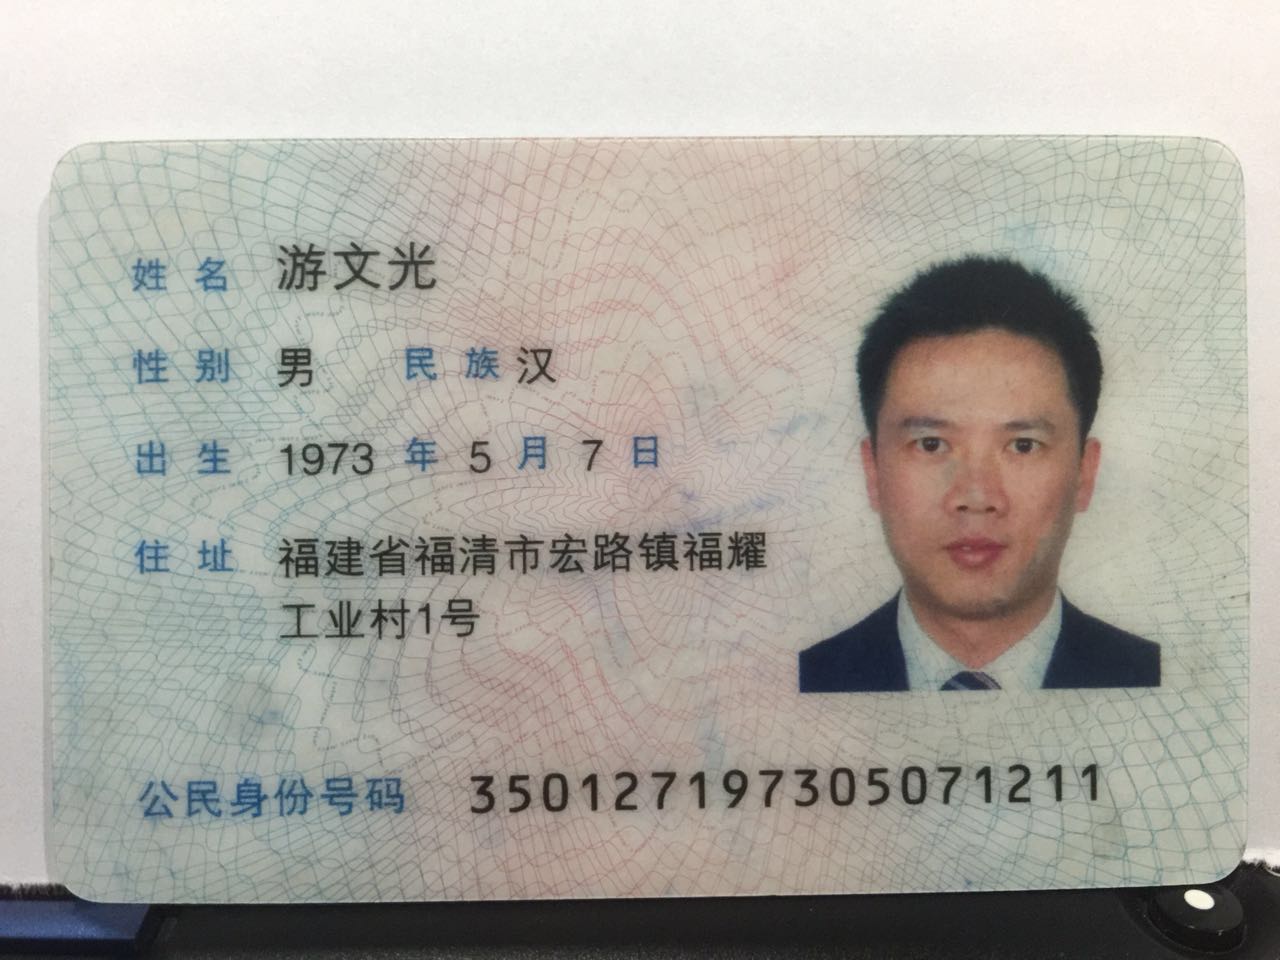 姓名 游文光
性别 男 民族 汉
出生 1973 年 5 月 7 日
住址 福建省福清市宏路镇福耀
工业村1号
公民身份号码 350127197305071211